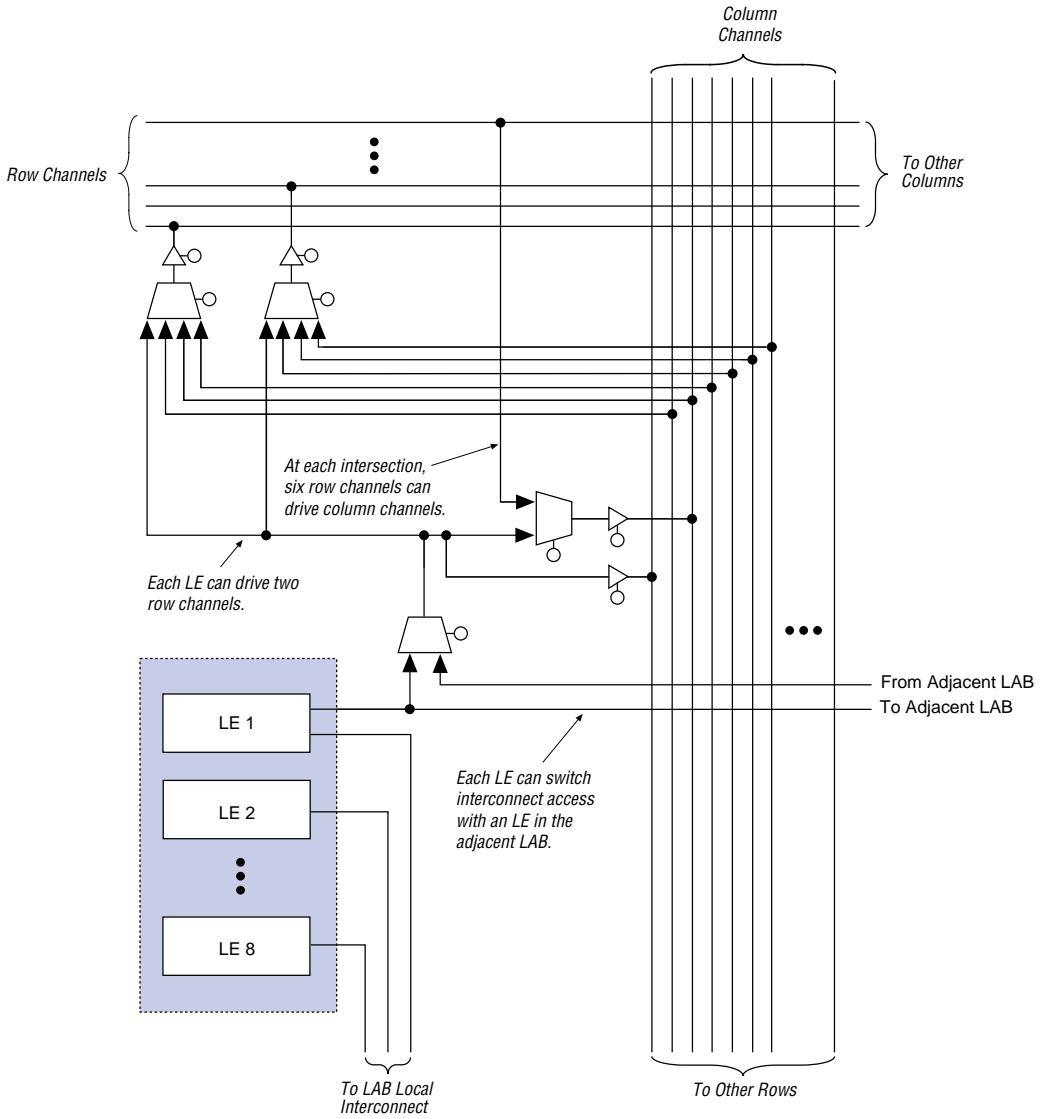 Column
Channels
Row Channels
To Other
Columns
At each intersection,
six row channels can
drive column channels.
Each LE can drive two
row channels.
From Adjacent LAB
To Adjacent LAB
LE 1
Each LE can switch
interconnect access
with an LE in the
adjacent LAB.
LE 2
LE 8
To LAB Local
Interconnect
To Other Rows